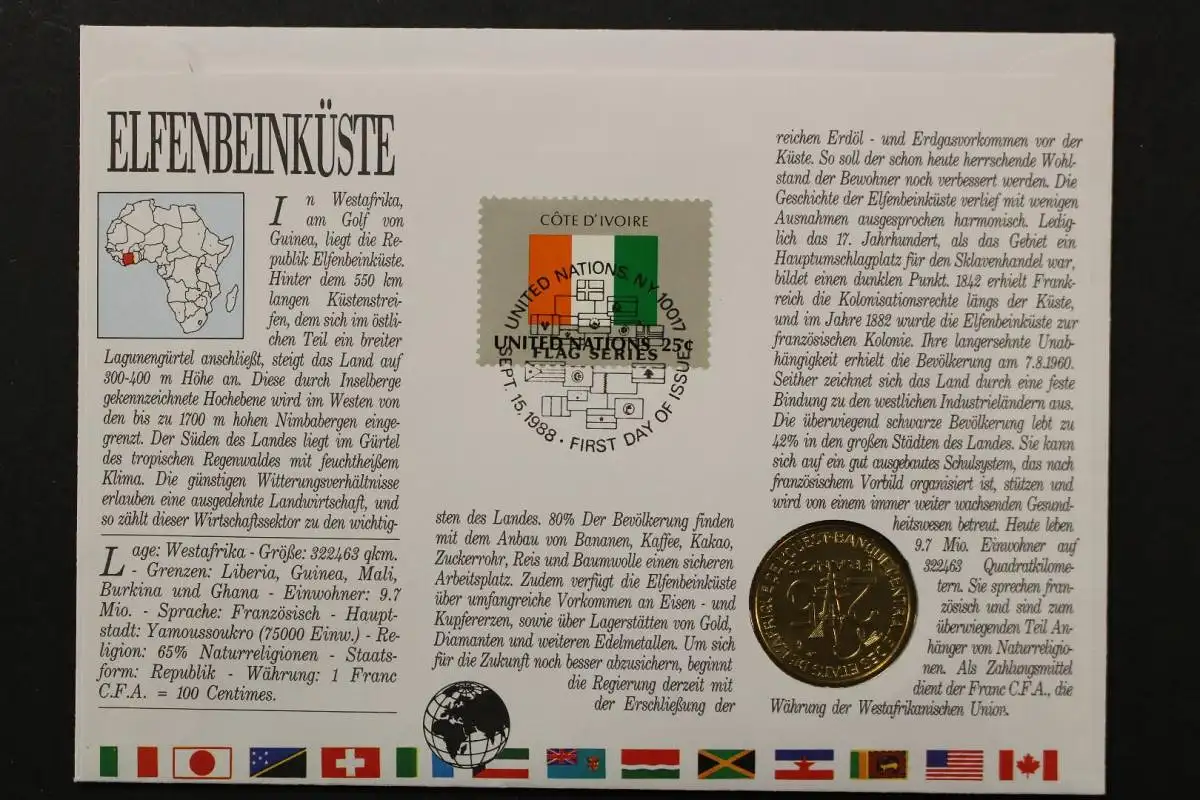 ELFENBEINKÜSTE
In Westafrika,
am Golf von
Guinea, liegt die Re-
publik Elfenbeinküste.
Hinter dem 550 km
langen Küstenstrei-
fen, dem sich im östli-
chen Teil ein breiter
Lagunengürtel anschließt, steigt das Land auf
300-400 m Höhe an. Diese durch Inselberge
gekennzeichnete Hochebene wird im Westen von
den bis zu 1700 m hohen Nimbabergen einge-
grenzt. Der Süden des Landes liegt im Gürtel
des tropischen Regenwaldes mit feuchtheißem
Klima. Die günstigen Witterungsverhältnisse
erlauben eine ausgedehnte Landwirtschaft, und
so zählt dieser Wirtschaftssektor zu den wichtig-
Lage: Westafrika - Größe: 322463 qkm.
- Grenzen: Liberia, Guinea, Mali,
Burkina und Ghana - Einwohner: 9.7
Mio. - Sprache: Französisch - Haupt-
stadt: Yamoussoukro (75000 Einw.) - Re-
ligion: 65% Naturreligionen - Staats-
form: Republik - Währung: 1 Franc
C.F.A. = 100 Centimes.
CÔTE D'IVOIRE
UNITED NATIONS 25¢
FLAG SERIES
UNITED NATIONS, NY 10017
SEPT. 15, 1988 · FIRST DAY OF ISSUE
sten des Landes. 80% Der Bevölkerung finden
mit dem Anbau von Bananen, Kaffee, Kakao,
Zuckerrohr, Reis und Baumwolle einen sicheren
Arbeitsplatz. Zudem verfügt die Elfenbeinküste
über umfangreiche Vorkommen an Eisen - und
Kupfererzen, sowie über Lagerstätten von Gold,
Diamanten und weiteren Edelmetallen. Um sich
für die Zukunft noch besser abzusichern, beginnt
die Regierung derzeit mit
der Erschließung der
reichen Erdöl - und Erdgasvorkommen vor der
Küste. So soll der schon heute herrschende Wohl-
stand der Bewohner noch verbessert werden. Die
Geschichte der Elfenbeinküste verlief mit wenigen
Ausnahmen ausgesprochen harmonisch. Ledig-
lich das 17. Jahrhundert, als das Gebiet ein
Hauptumschlagplatz für den Sklavenhandel war,
bildet einen dunklen Punkt. 1842 erhielt Frank-
reich die Kolonisationsrechte längs der Küste,
und im Jahre 1882 wurde die Elfenbeinküste zur
französischen Kolonie. Ihre langersehnte Unab-
hängigkeit erhielt die Bevölkerung am 7.8.1960.
Seither zeichnet sich das Land durch eine feste
Bindung zu den westlichen Industrieländern aus.
Die überwiegend schwarze Bevölkerung lebt zu
42% in den großen Städten des Landes. Sie kann
sich auf ein gut ausgebautes Schulsystem, das nach
französischem Vorbild organisiert ist, stützen und
wird von einem immer weiter wachsenden Gesund-
heitswesen betreut. Heute leben
9.7 Mio. Einwohner auf
322463 Quadratkilome-
tern. Sie sprechen fran-
zösisch und sind zum
überwiegenden Teil An-
hänger von Naturreligio-
nen. Als Zahlungsmittel
dient der Franc C.F.A., die
Währung der Westafrikanischen Union.
BANQUE CENTRALE DES ETATS DE L'AFRIQUE DE L'OUEST
25
FRANCS